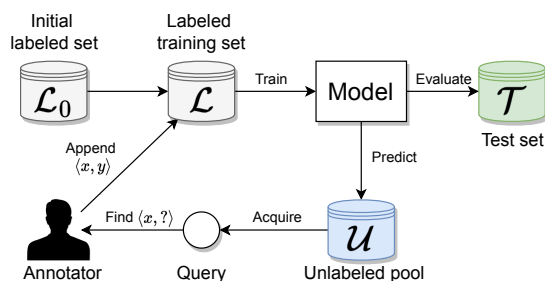 Initial
labeled set
Labeled
training set
ℒ₀
ℒ
Train
Model
Evaluate
𝒯
Test set
Append
⟨x, y⟩
Predict
Find ⟨x, ?⟩
Acquire
𝒰
Annotator
Query
Unlabeled pool